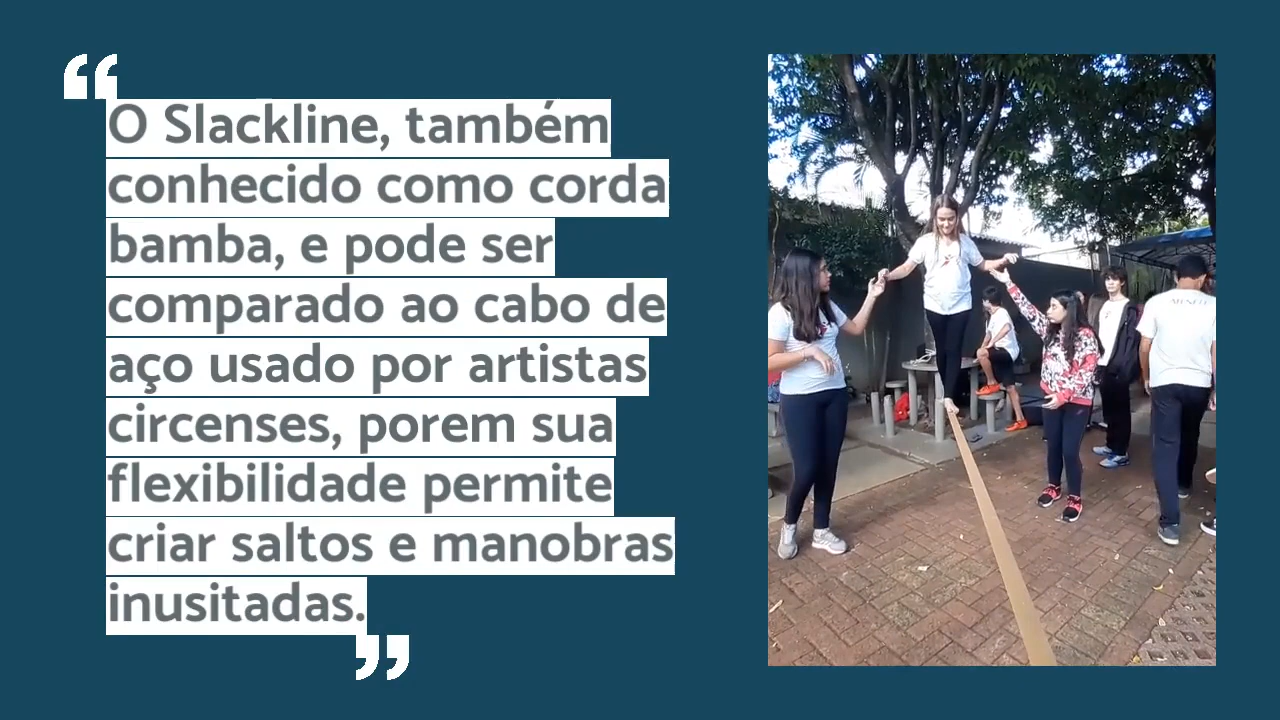 “
O Slackline, também
conhecido como corda
bamba, e pode ser
comparado ao cabo de
aço usado por artistas
circenses, porem sua
flexibilidade permite
criar saltos e manobras
inusitadas.
”